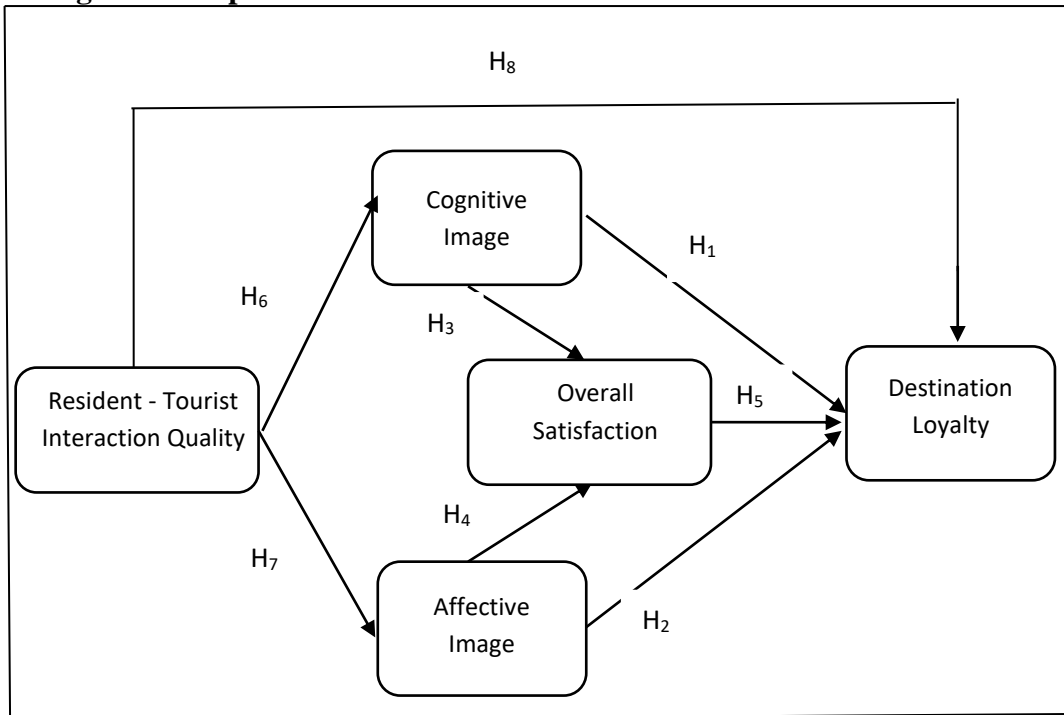 H₈
Cognitive
Image
H₁
H₆
H₃
Resident - Tourist
Interaction Quality
Overall
Satisfaction
H₅
Destination
Loyalty
H₄
H₇
Affective
Image
H₂